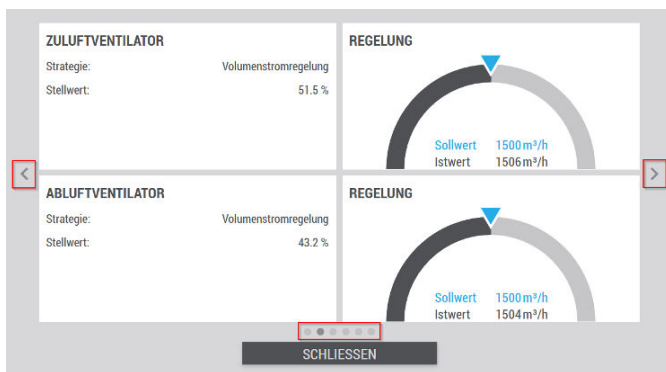 ZULUFTVENTILATOR
Strategie: Volumenstromregelung
Stellwert: 51.5 %
REGELUNG
Sollwert 1500 m³/h
Istwert 1506 m³/h
ABLUFTVENTILATOR
Strategie: Volumenstromregelung
Stellwert: 43.2 %
REGELUNG
Sollwert 1500 m³/h
Istwert 1504 m³/h
SCHLIESSEN